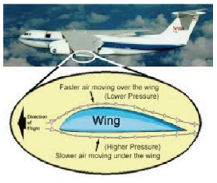 Faster air moving over the wing
(Lower Pressure)
Direction
of
Flight
Wing
(Higher Pressure)
Slower air moving under the wing